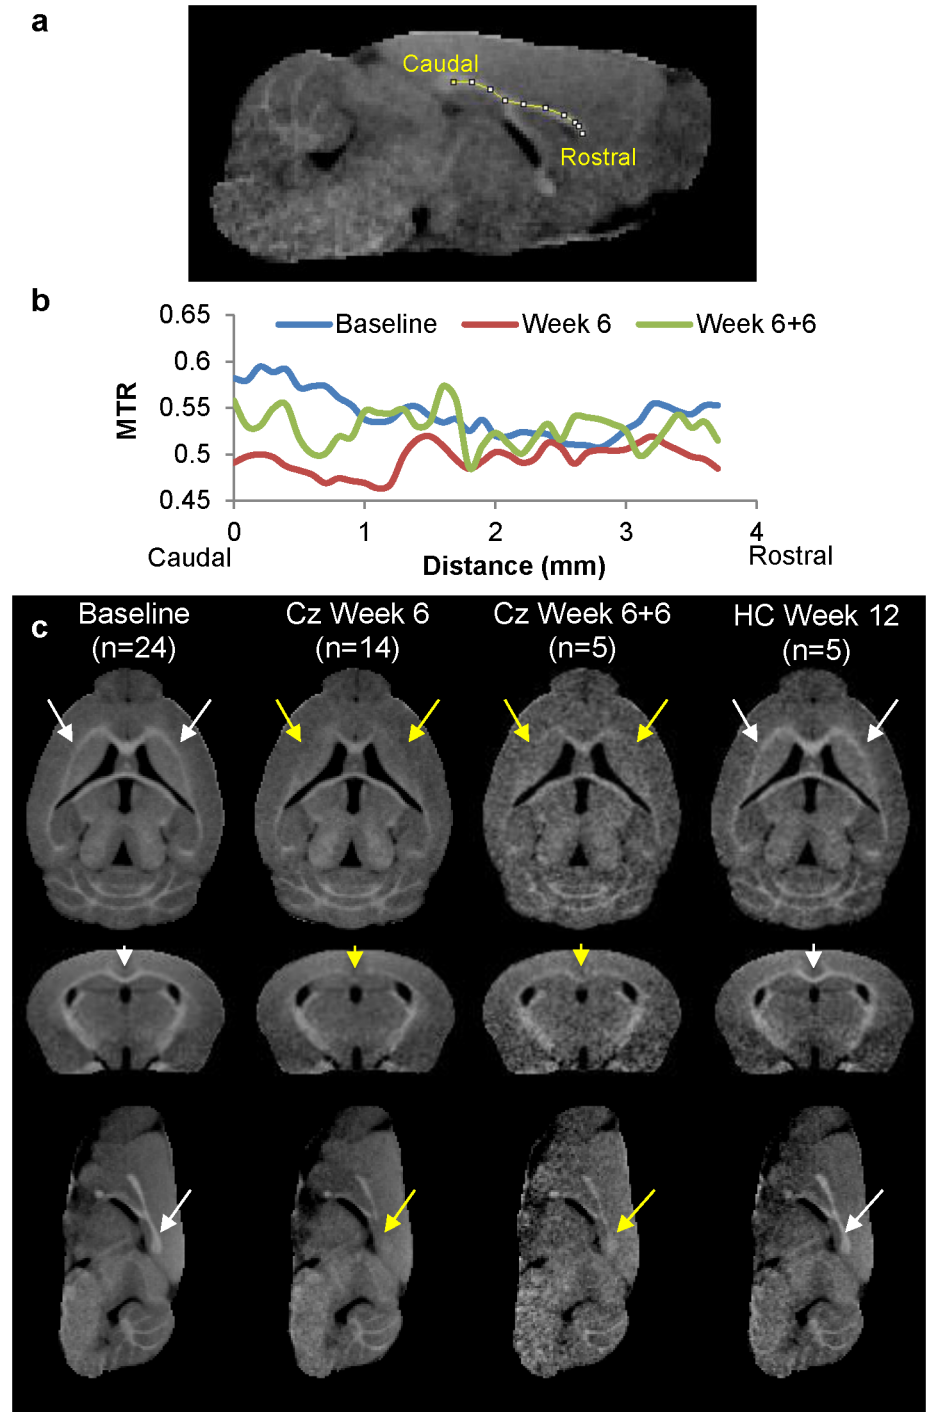 a
Caudal
Rostral
b
Baseline
Week 6
Week 6+6
0.65
0.6
0.55
0.5
0.45
MTR
0
1
2
3
4
Caudal
Distance (mm)
Rostral
c
Baseline
(n=24)
Cz Week 6
(n=14)
Cz Week 6+6
(n=5)
HC Week 12
(n=5)